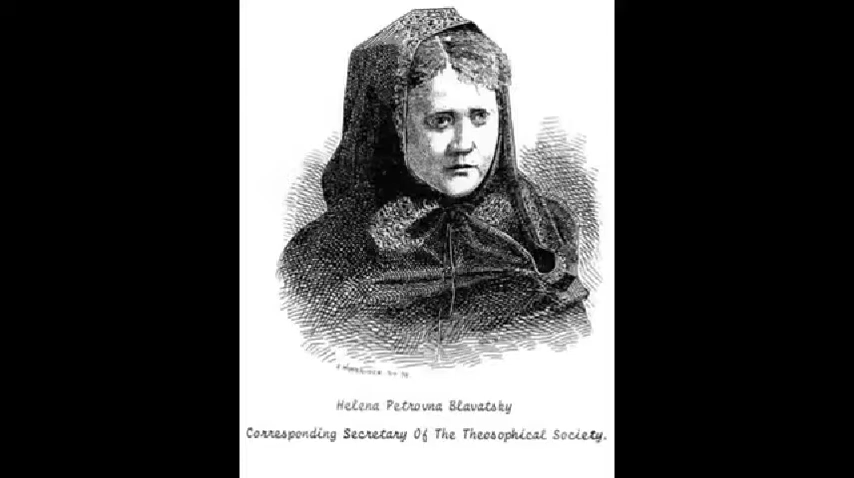 Helena Petrovna Blavatsky
Corresponding Secretary Of The Theosophical Society.